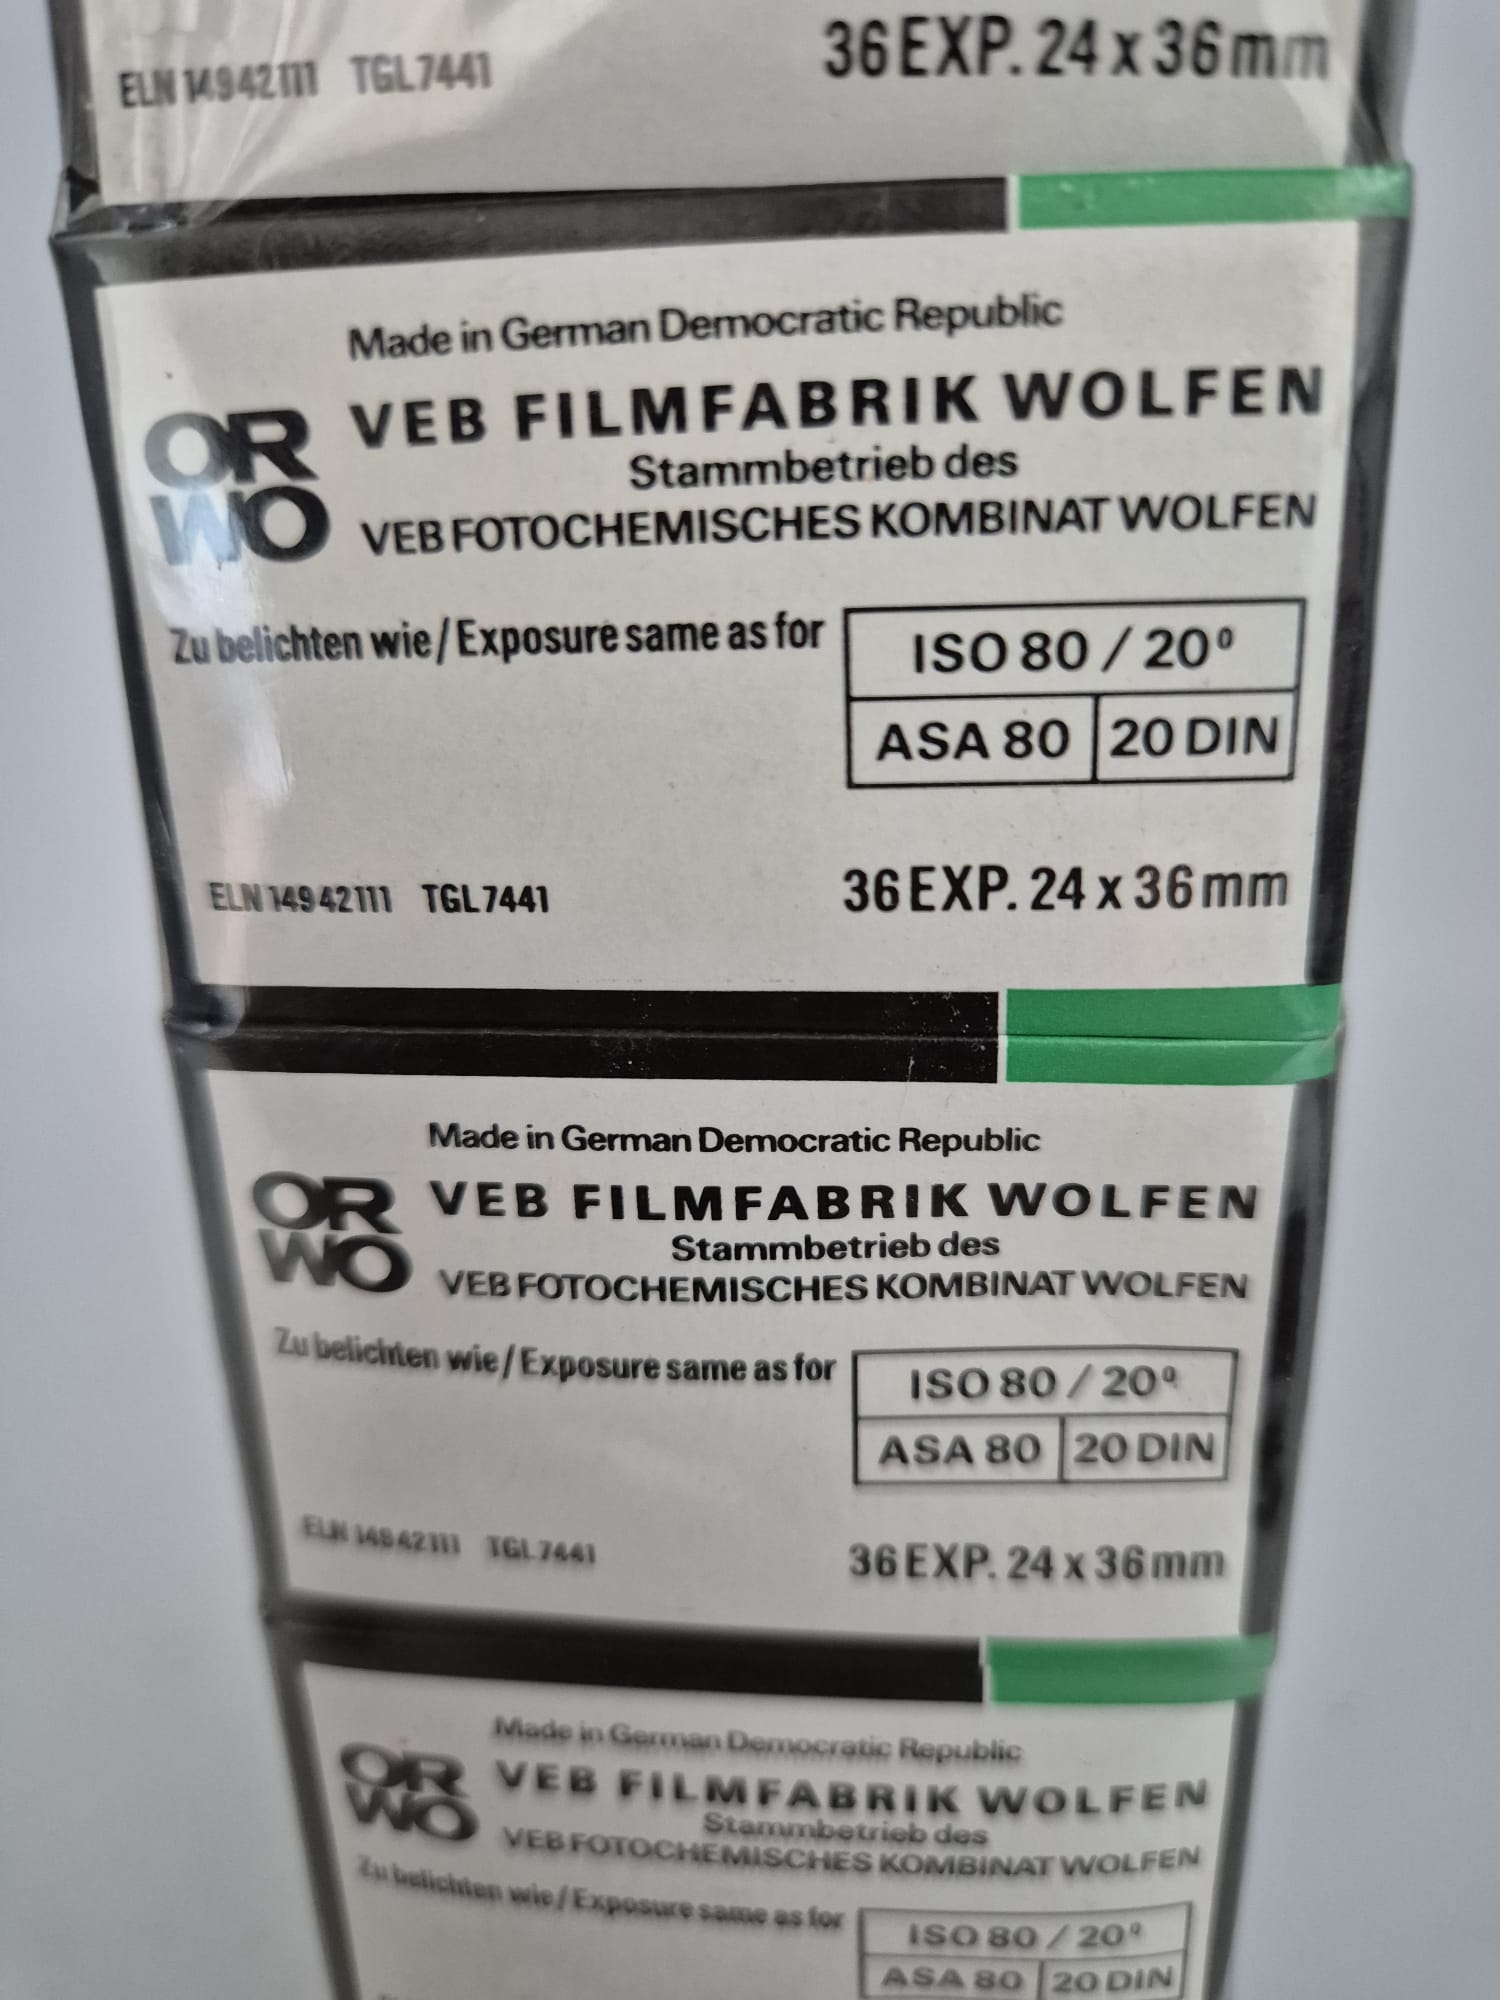 36 EXP. 24 x 36 mm
ELN 14942111 TGL 7441
Made in German Democratic Republic
OR
WO
VEB FILMFABRIK WOLFEN
Stammbetrieb des
VEB FOTOCHEMISCHES KOMBINAT WOLFEN
Zu belichten wie / Exposure same as for
ISO 80 / 20°
ASA 80 20 DIN
ELN 14942111 TGL 7441
36 EXP. 24 x 36 mm
Made in German Democratic Republic
OR
WO
VEB FILMFABRIK WOLFEN
Stammbetrieb des
VEB FOTOCHEMISCHES KOMBINAT WOLFEN
Zu belichten wie / Exposure same as for
ISO 80 / 20°
ASA 80 20 DIN
ELN 14942111 TGL 7441
36 EXP. 24 x 36 mm
Made in German Democratic Republic
OR
WO
VEB FILMFABRIK WOLFEN
Stammbetrieb des
VEB FOTOCHEMISCHES KOMBINAT WOLFEN
Zu belichten wie / Exposure same as for
ISO 80 / 20°
ASA 80 20 DIN